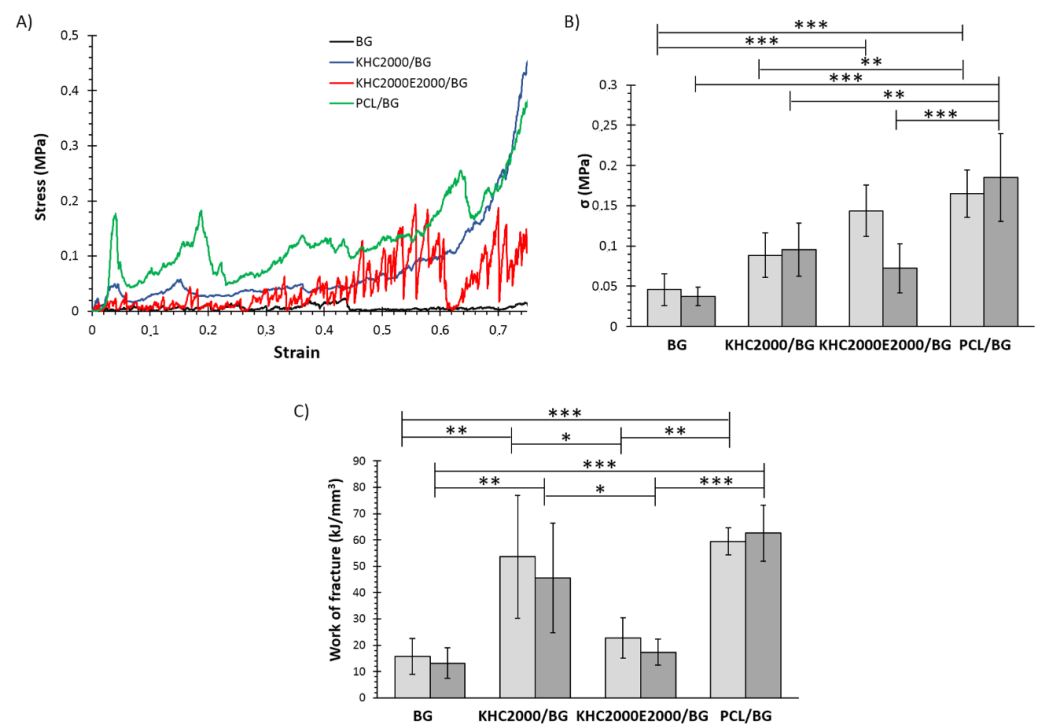 A)
0,5
0.4
0.3
0.2
0.1
0
Stress (MPa)
0
0,1
0,2
0,3
0,4
0,5
0,6
0,7
Strain
BG
KHC2000/BG
KHC2000E2000/BG
PCL/BG
B)
***
***
**
***
**
***
0.3
0,25
0.2
0.15
0.1
0.05
0
σ (MPa)
BG
KHC2000/BG
KHC2000E2000/BG
PCL/BG
C)
***
** * **
***
** * ***
90
80
70
60
50
40
30
20
10
0
Work of fracture (kJ/mm³)
BG
KHC2000/BG
KHC2000E2000/BG
PCL/BG